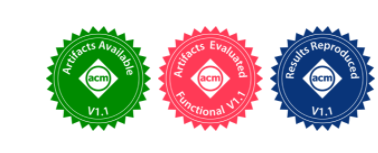 Artifacts Available
acm
V1.1
Artifacts Evaluated
acm
Functional V1.1
Results Reproduced
acm
V1.1